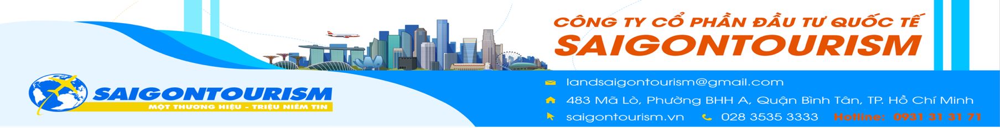 CÔNG TY CỔ PHẦN ĐẦU TƯ QUỐC TẾ
SAIGONTOURISM
SAIGONTOURISM
MỘT THƯƠNG HIỆU - TRIỆU NIỀM TIN
landsaigontourism@gmail.com
483 Mã Lò, Phường BHH A, Quận Bình Tân, TP. Hồ Chí Minh
saigontourism.vn 028 3535 3333 Hotline: 0931 31 31 71